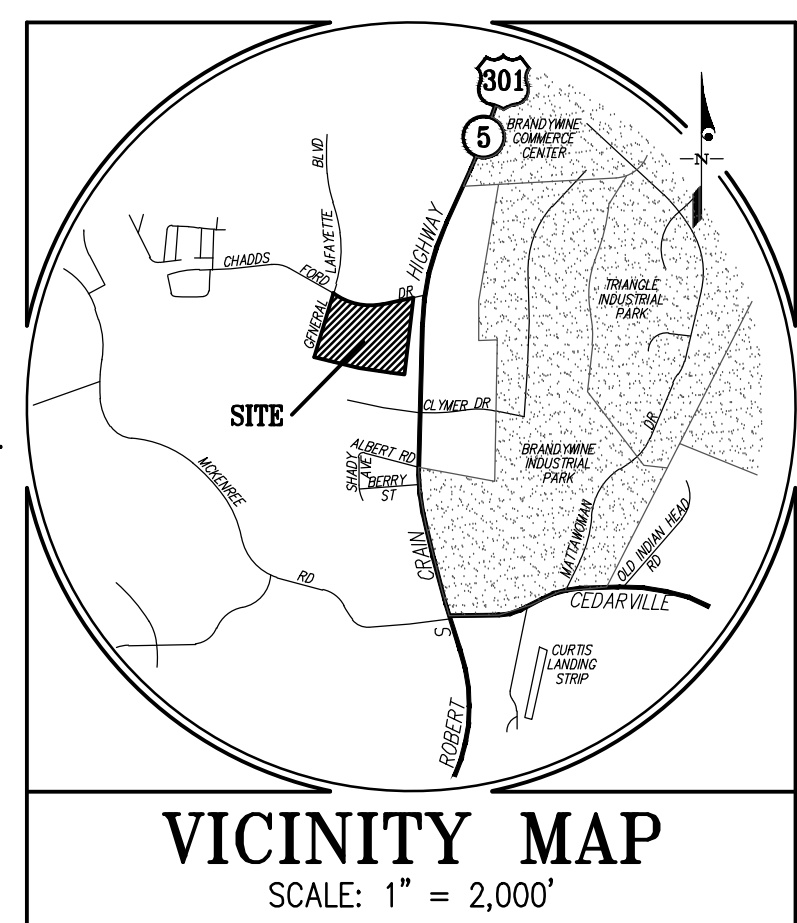 301
5
BRANDYWINE
COMMERCE
CENTER
N
LAFAYETTE BLVD
HIGHWAY
CHADDS FORD DR
GENERAL
TRIANGLE
INDUSTRIAL
PARK
SITE
CLYMER DR
ALBERT RD
SHADY
AVE
BERRY
ST
BRANDYWINE
INDUSTRIAL
PARK
DR
MCKENREE RD
CRAIN
MATTAWOMAN
OLD INDIAN HEAD
RD
CEDARVILLE
S
CURTIS
LANDING
STRIP
ROBERT
VICINITY MAP
SCALE: 1" = 2,000'